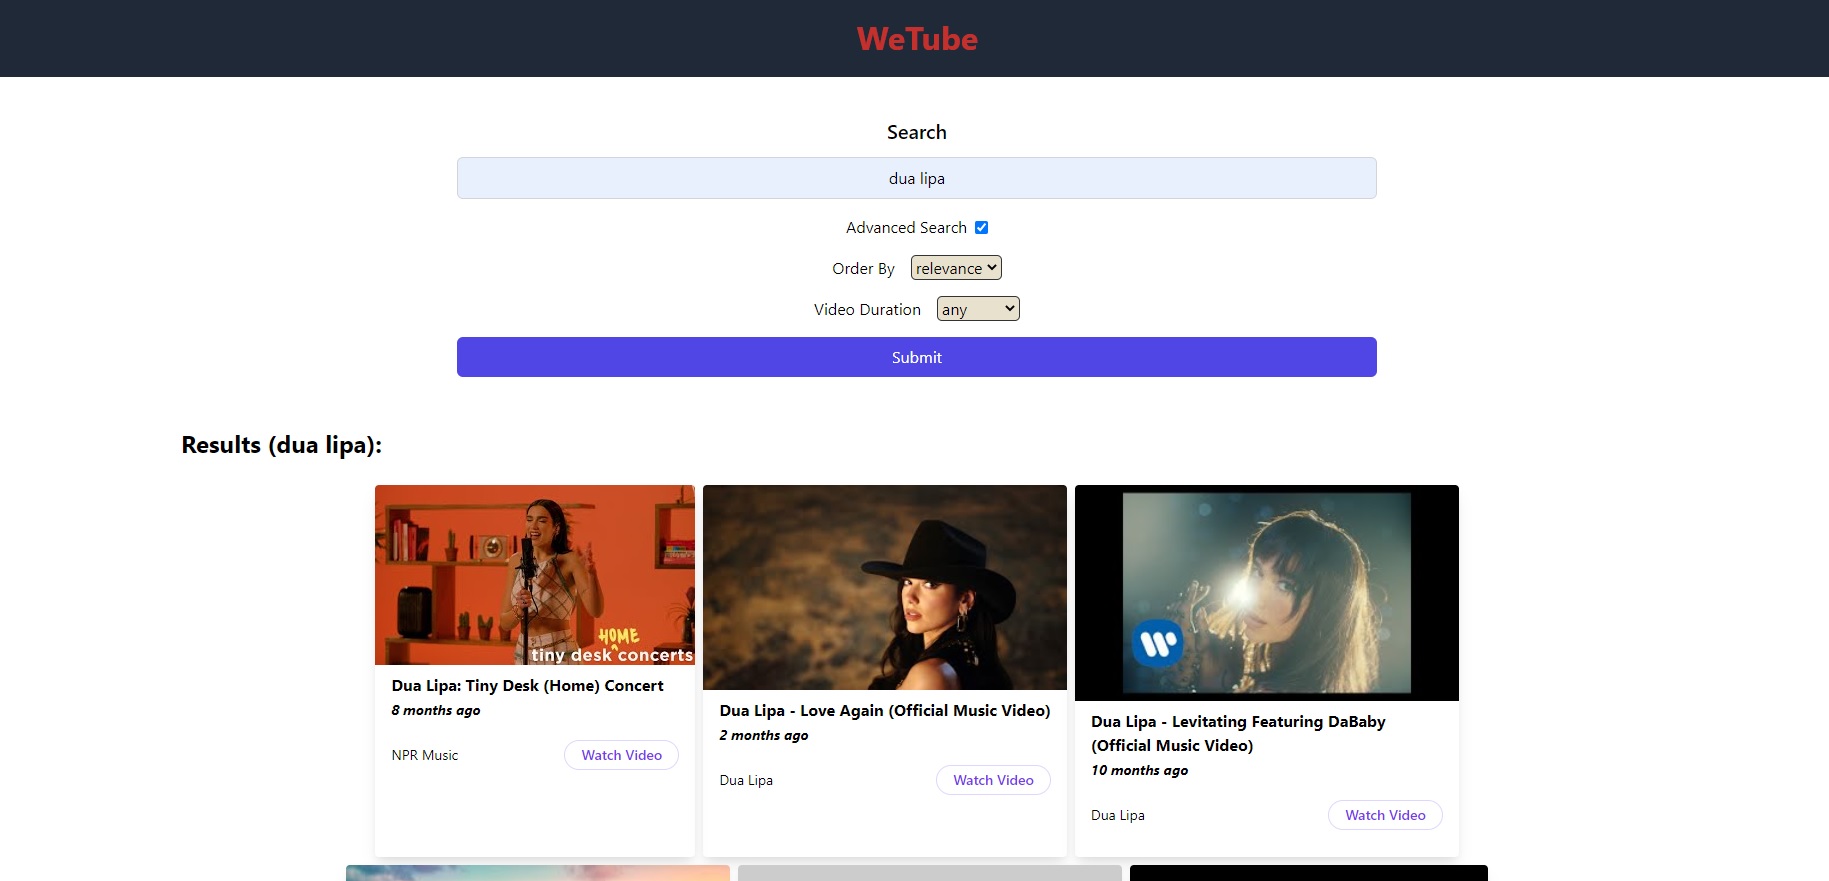 WeTube
Search
dua lipa
Advanced Search
Order By relevance
Video Duration any
Submit
Results (dua lipa):
HOME
tiny desk concerts
Dua Lipa: Tiny Desk (Home) Concert
8 months ago
NPR Music Watch Video
Dua Lipa - Love Again (Official Music Video)
2 months ago
Dua Lipa Watch Video
Dua Lipa - Levitating Featuring DaBaby
(Official Music Video)
10 months ago
Dua Lipa Watch Video